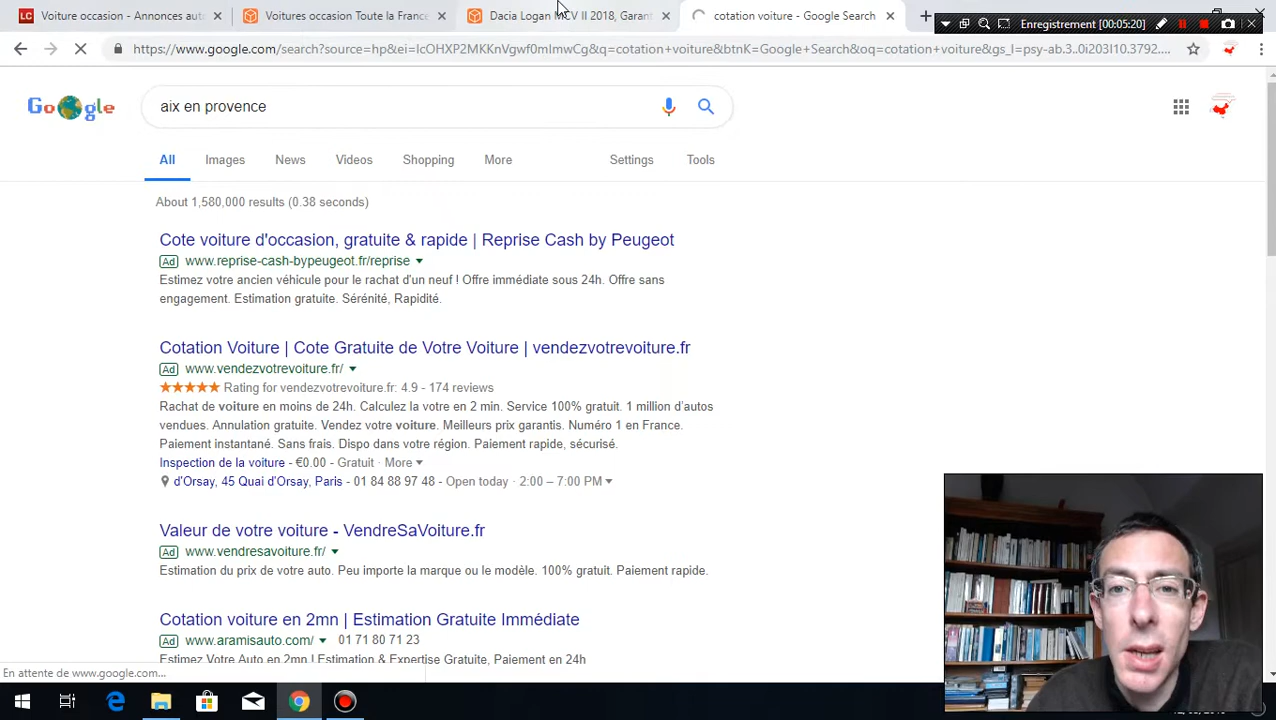 Voiture occasion - Annonces aut
Voitures occasion Toute la France
Dacia Logan MCV II 2018, Garant
cotation voiture - Google Search
Enregistrement (00:05:20)
https://www.google.com/search?source=hp&ei=IcOHXP2MKKnVgwf0mImwCg&q=cotation+voiture&btnK=Google+Search&oq=cotation+voiture&gs_l=psy-ab.3..0i203l10.3792....
Google
aix en provence
All Images News Videos Shopping More Settings Tools
About 1,580,000 results (0.38 seconds)
Cote voiture d'occasion, gratuite & rapide | Reprise Cash by Peugeot
Ad www.reprise-cash-bypeugeot.fr/reprise
Estimez votre ancien véhicule pour le rachat d'un neuf ! Offre immédiate sous 24h. Offre sans
engagement. Estimation gratuite. Sérénité, Rapidité.
Cotation Voiture | Cote Gratuite de Votre Voiture | vendezvotrevoiture.fr
Ad www.vendezvotrevoiture.fr/
Rating for vendezvotrevoiture.fr: 4.9 - 174 reviews
Rachat de voiture en moins de 24h. Calculez la votre en 2 min. Service 100% gratuit. 1 million d'autos
vendues. Annulation gratuite. Vendez votre voiture. Meilleurs prix garantis. Numéro 1 en France.
Paiement instantané. Sans frais. Dispo dans votre région. Paiement rapide, sécurisé.
Inspection de la voiture - €0.00 - Gratuit · More
d'Orsay, 45 Quai d'Orsay, Paris - 01 84 88 97 48 - Open today · 2:00 – 7:00 PM
Valeur de votre voiture - VendreSaVoiture.fr
Ad www.vendresavoiture.fr/
Estimation du prix de votre auto. Peu importe la marque ou le modèle. 100% gratuit. Paiement rapide.
Cotation voiture en 2mn | Estimation Gratuite Immédiate
Ad www.aramisauto.com/ 01 71 80 71 23
Estimez Votre Auto en 2mn ! Estimation & Expertise Gratuite, Paiement en 24h
En attente de www.google.com...